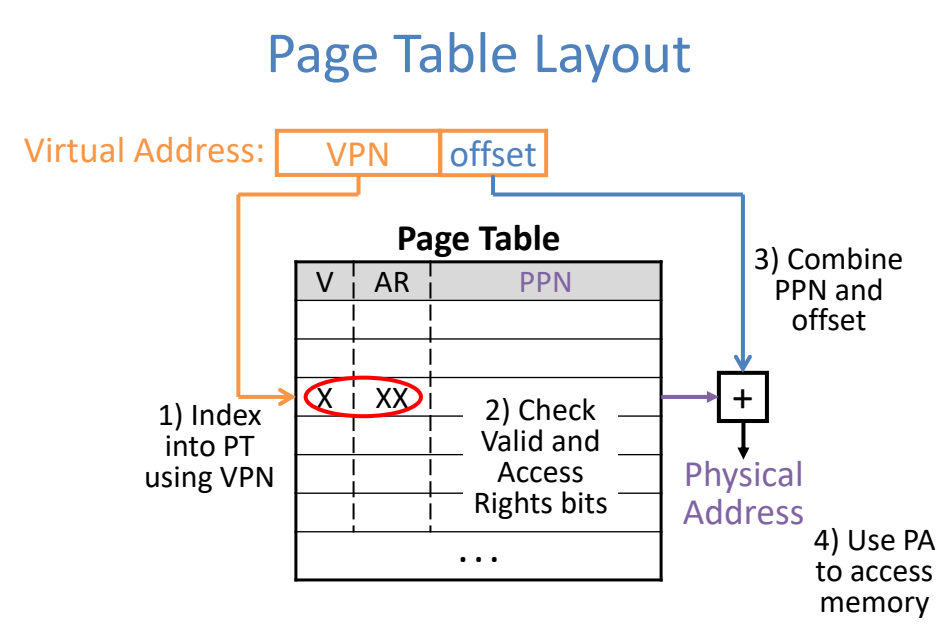 Page Table Layout
Virtual Address: VPN offset
Page Table
V AR PPN
X XX
1) Index
into PT
using VPN
2) Check
Valid and
Access
Rights bits
3) Combine
PPN and
offset
+
Physical
Address
4) Use PA
to access
memory
...